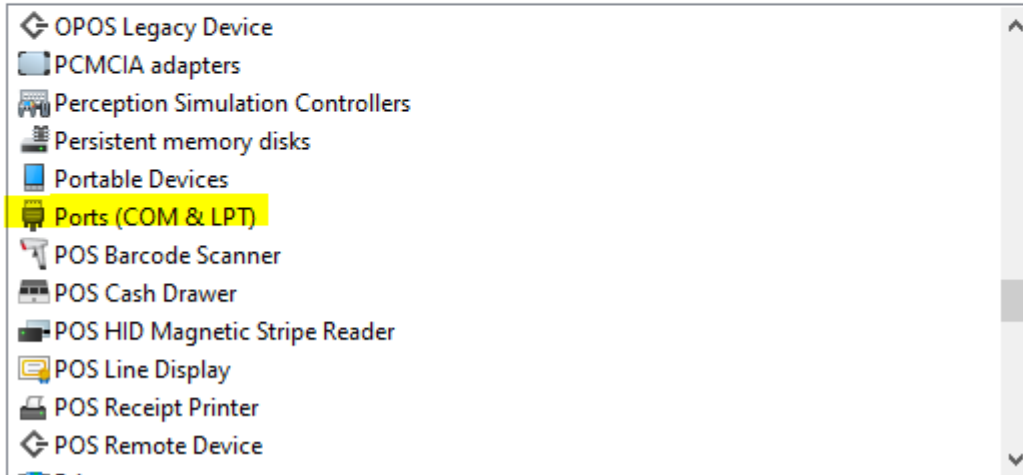 OPOS Legacy Device
PCMCIA adapters
Perception Simulation Controllers
Persistent memory disks
Portable Devices
Ports (COM & LPT)
POS Barcode Scanner
POS Cash Drawer
POS HID Magnetic Stripe Reader
POS Line Display
POS Receipt Printer
POS Remote Device